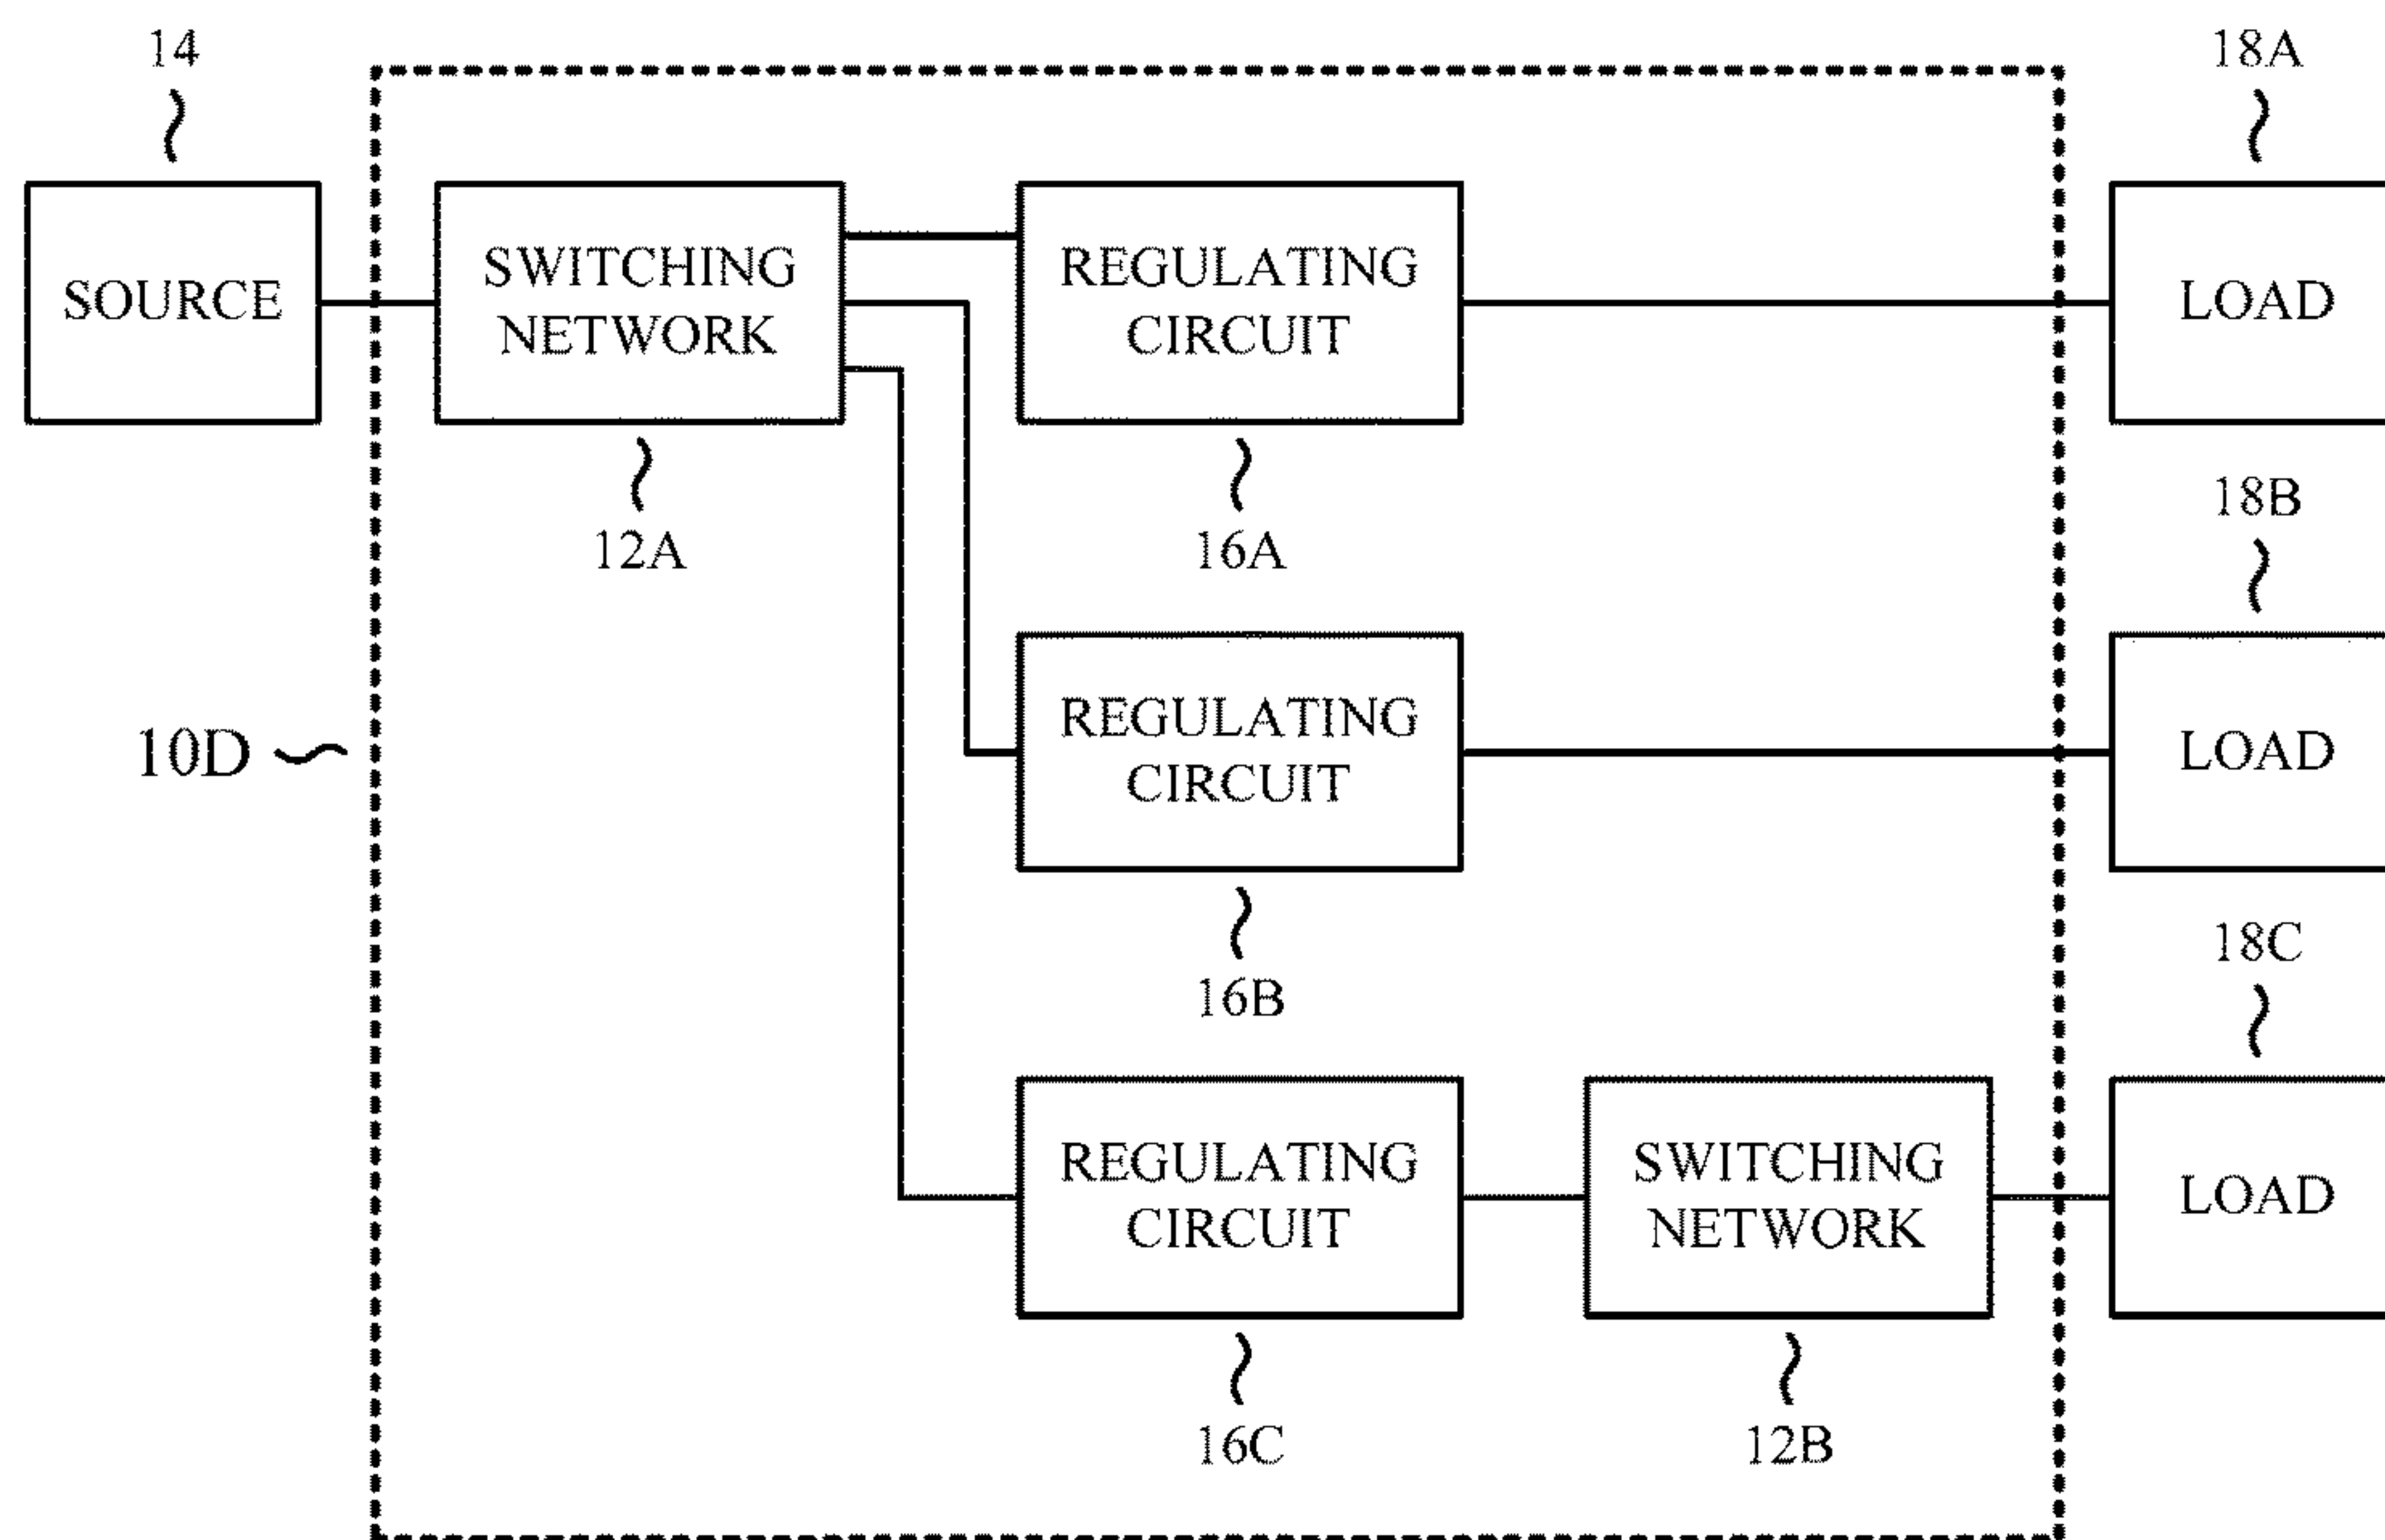 14
18A
SOURCE
SWITCHING
NETWORK
REGULATING
CIRCUIT
LOAD
12A
16A
18B
10D
REGULATING
CIRCUIT
LOAD
16B
18C
REGULATING
CIRCUIT
SWITCHING
NETWORK
LOAD
16C
12B